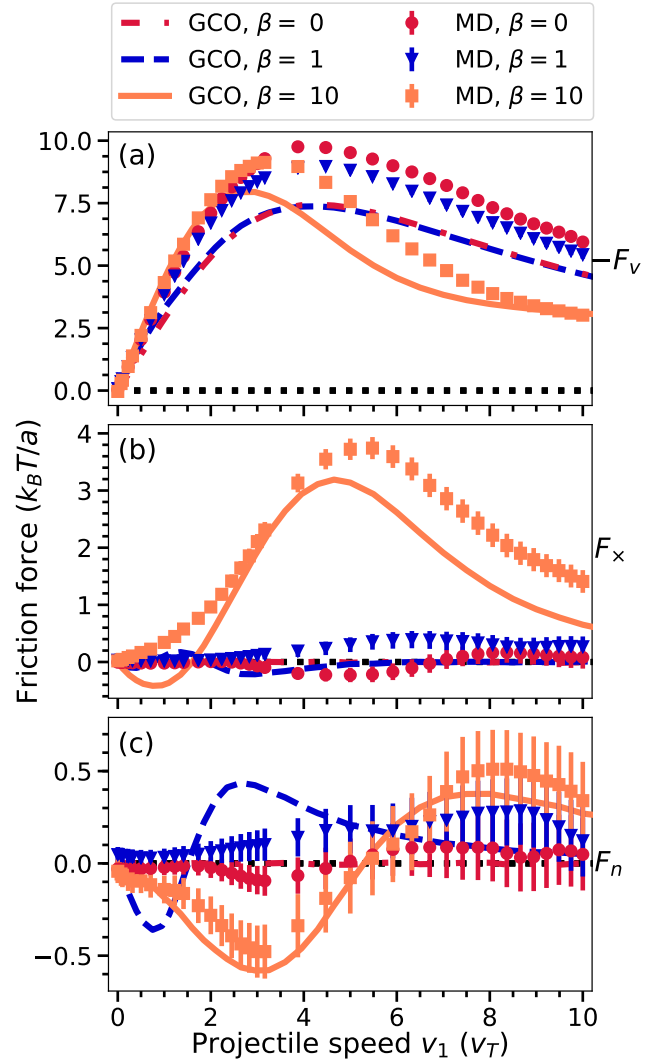 GCO, β = 0
MD, β = 0
GCO, β = 1
MD, β = 1
GCO, β = 10
MD, β = 10
(a)
10.0
7.5
5.0
2.5
0.0
−F_v
(b)
4
3
2
1
0
F_×
(c)
0.5
0.0
−0.5
F_n
Friction force (k_BT/a)
0 2 4 6 8 10
Projectile speed v_1 (v_T)